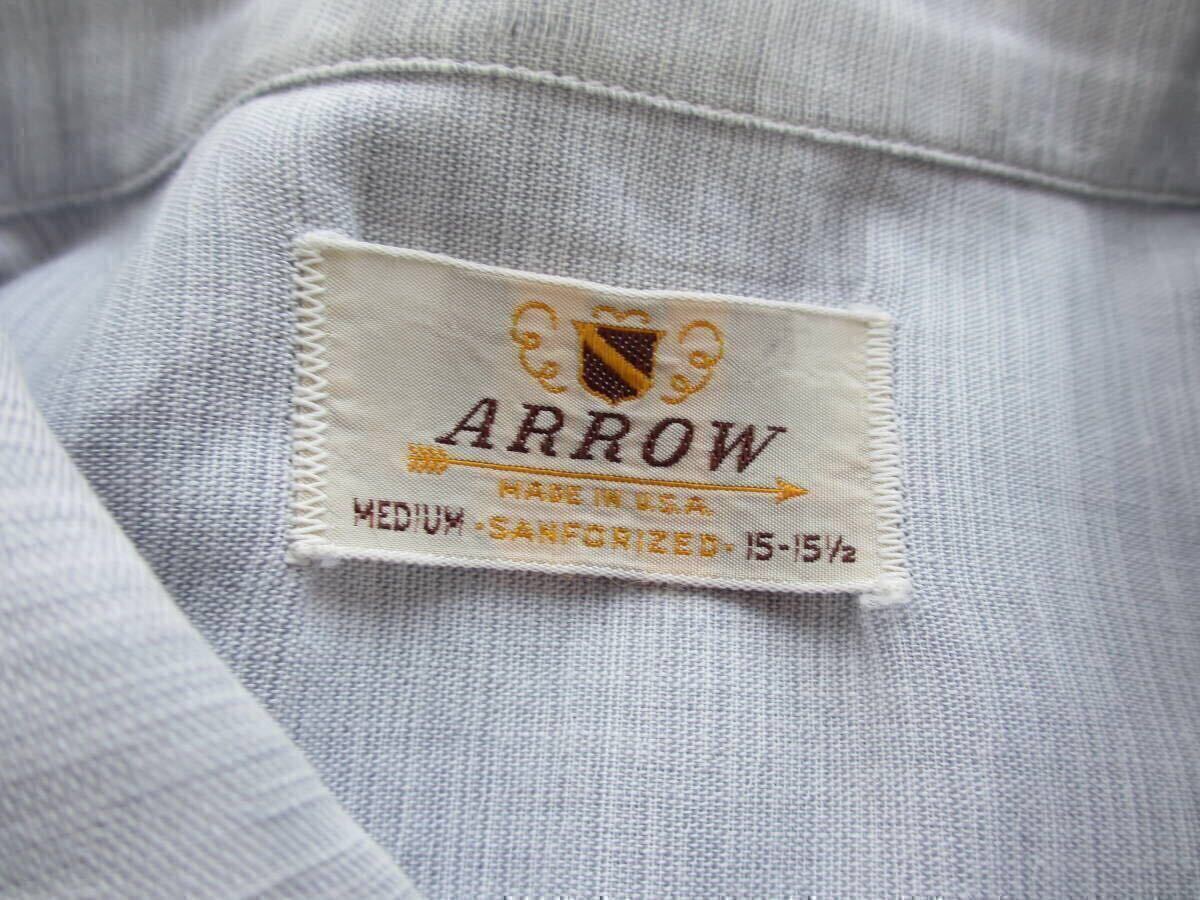 ARROW
MADE IN U.S.A.
MEDIUM - SANFORIZED - 15-15½